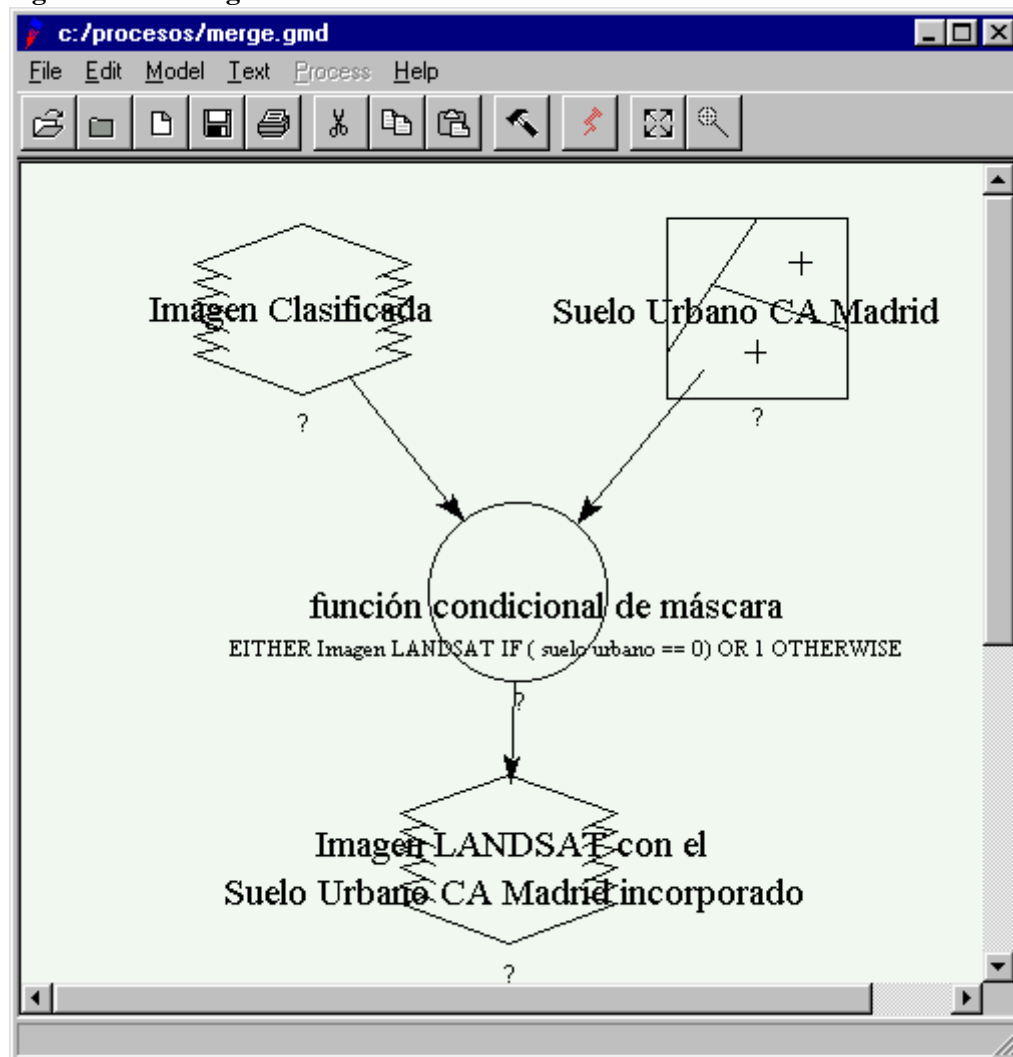 c:/procesos/merge.gmd
File Edit Model Text Process Help
Imagen Clasificada
Suelo Urbano CA Madrid
?
?
función condicional de máscara
EITHER Imagen LANDSAT IF ( suelo urbano == 0) OR 1 OTHERWISE
?
Imagen LANDSAT con el
Suelo Urbano CA Madrid incorporado
?